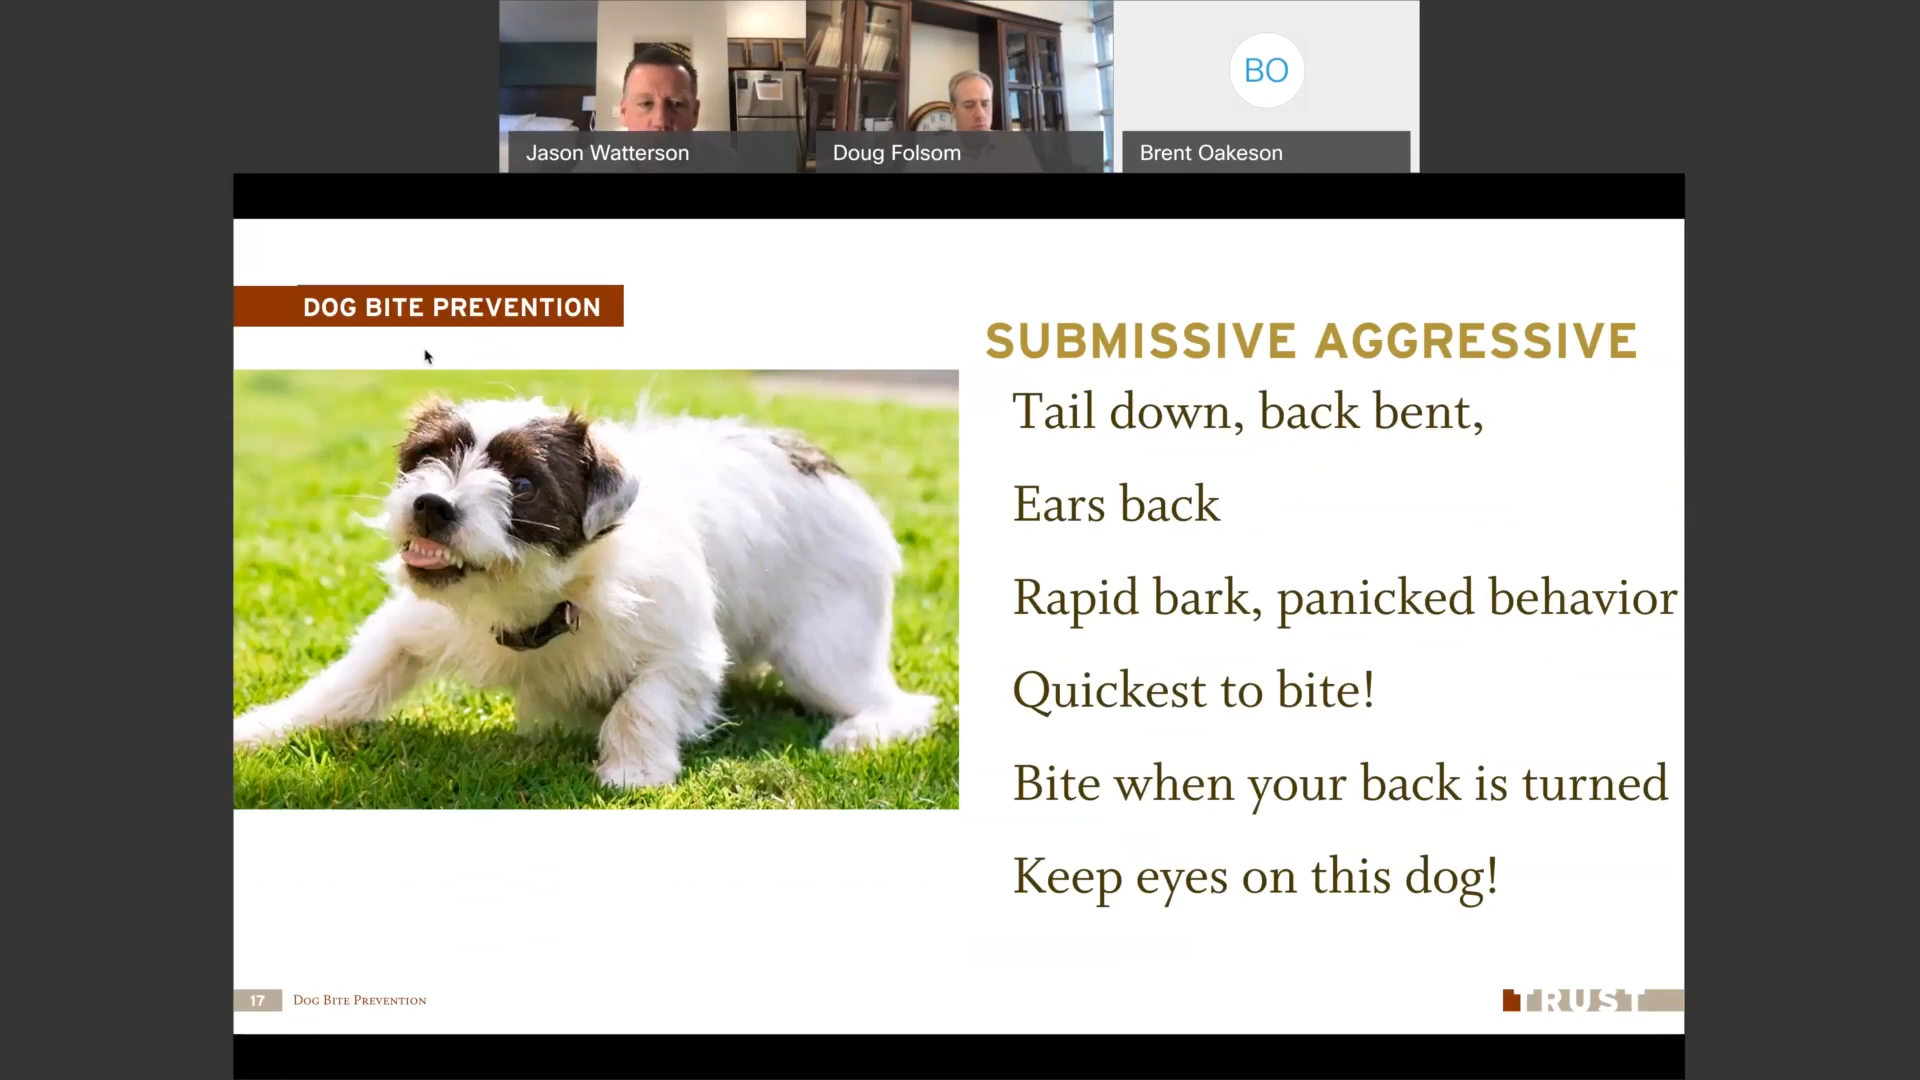 Jason Watterson
Doug Folsom
BO
Brent Oakeson
DOG BITE PREVENTION
SUBMISSIVE AGGRESSIVE
Tail down, back bent,
Ears back
Rapid bark, panicked behavior
Quickest to bite!
Bite when your back is turned
Keep eyes on this dog!
17
Dog Bite Prevention
TRUST